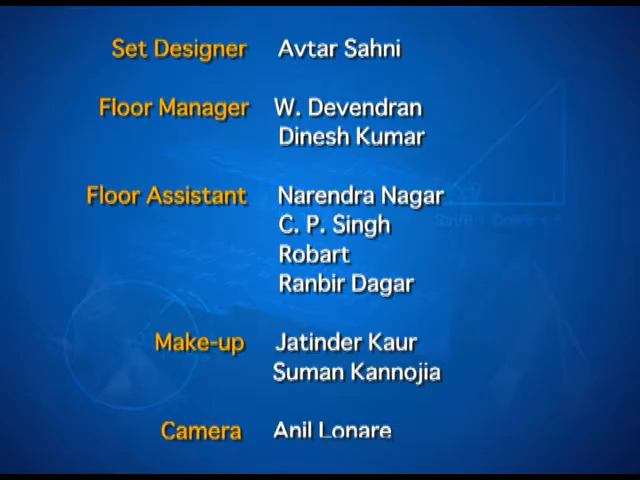 Set Designer Avtar Sahni
Floor Manager W. Devendran
Dinesh Kumar
Floor Assistant Narendra Nagar
C. P. Singh
Robart
Ranbir Dagar
Make-up Jatinder Kaur
Suman Kannojia
Camera Anil Lonare